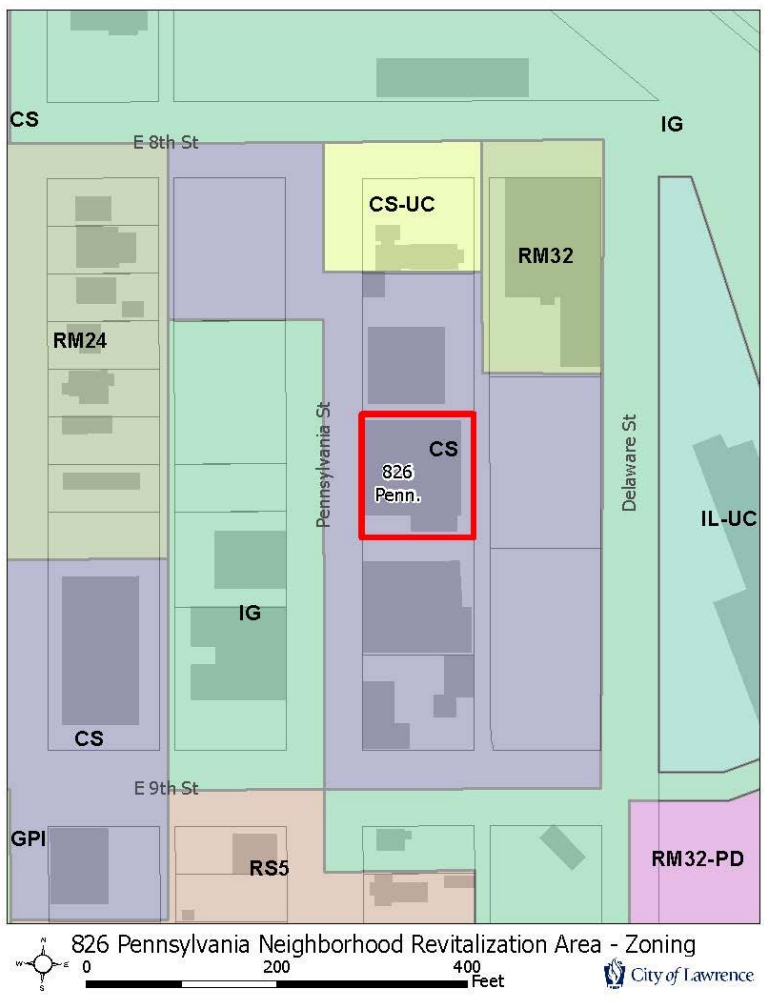 CS
IG
E 8th St
CS-UC
RM32
RM24
Pennsylvania St
Delaware St
CS
826
Penn.
IL-UC
IG
CS
E 9th St
GPI
RS5
RM32-PD
826 Pennsylvania Neighborhood Revitalization Area - Zoning
N
W E
S
0 200 400
Feet
City of Lawrence